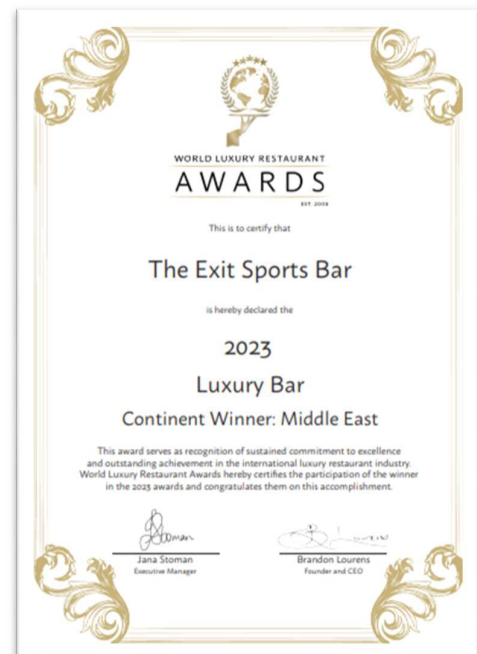 WORLD LUXURY RESTAURANT
AWARDS
EST. 2006
This is to certify that
The Exit Sports Bar
is hereby declared the
2023
Luxury Bar
Continent Winner: Middle East
This award serves as recognition of sustained commitment to excellence
and outstanding achievement in the international luxury restaurant industry.
World Luxury Restaurant Awards hereby certifies the participation of the winner
in the 2023 awards and congratulates them on this accomplishment.
Jana Stoman
Brandon Lourens
Executive Manager
Founder and CEO